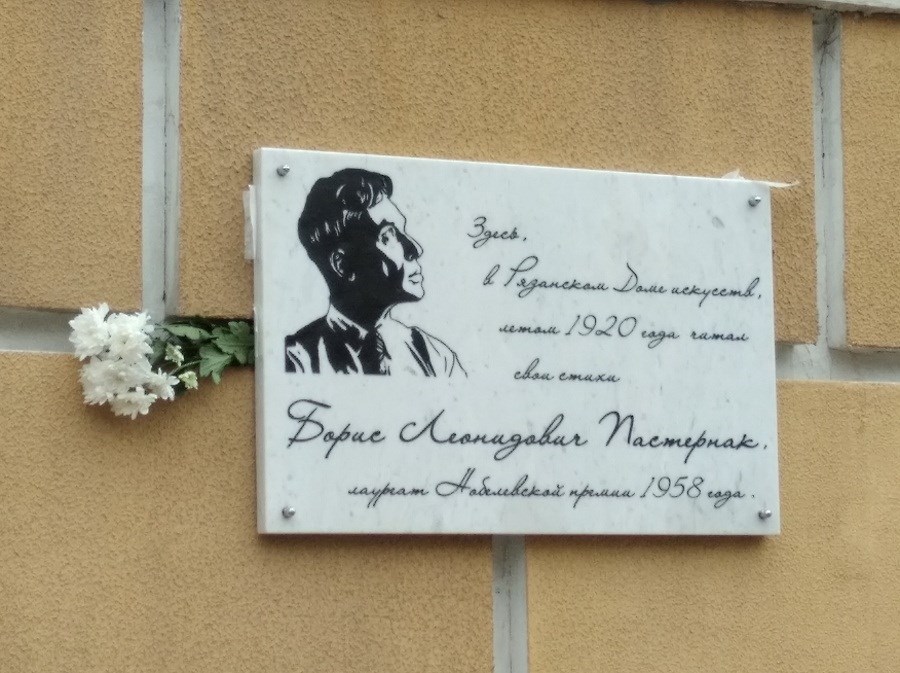 Здесь,
в Рязанском Доме искусств,
летом 1920 года читал
свои стихи
Борис Леонидович Пастернак,
лауреат Нобелевской премии 1958 года.